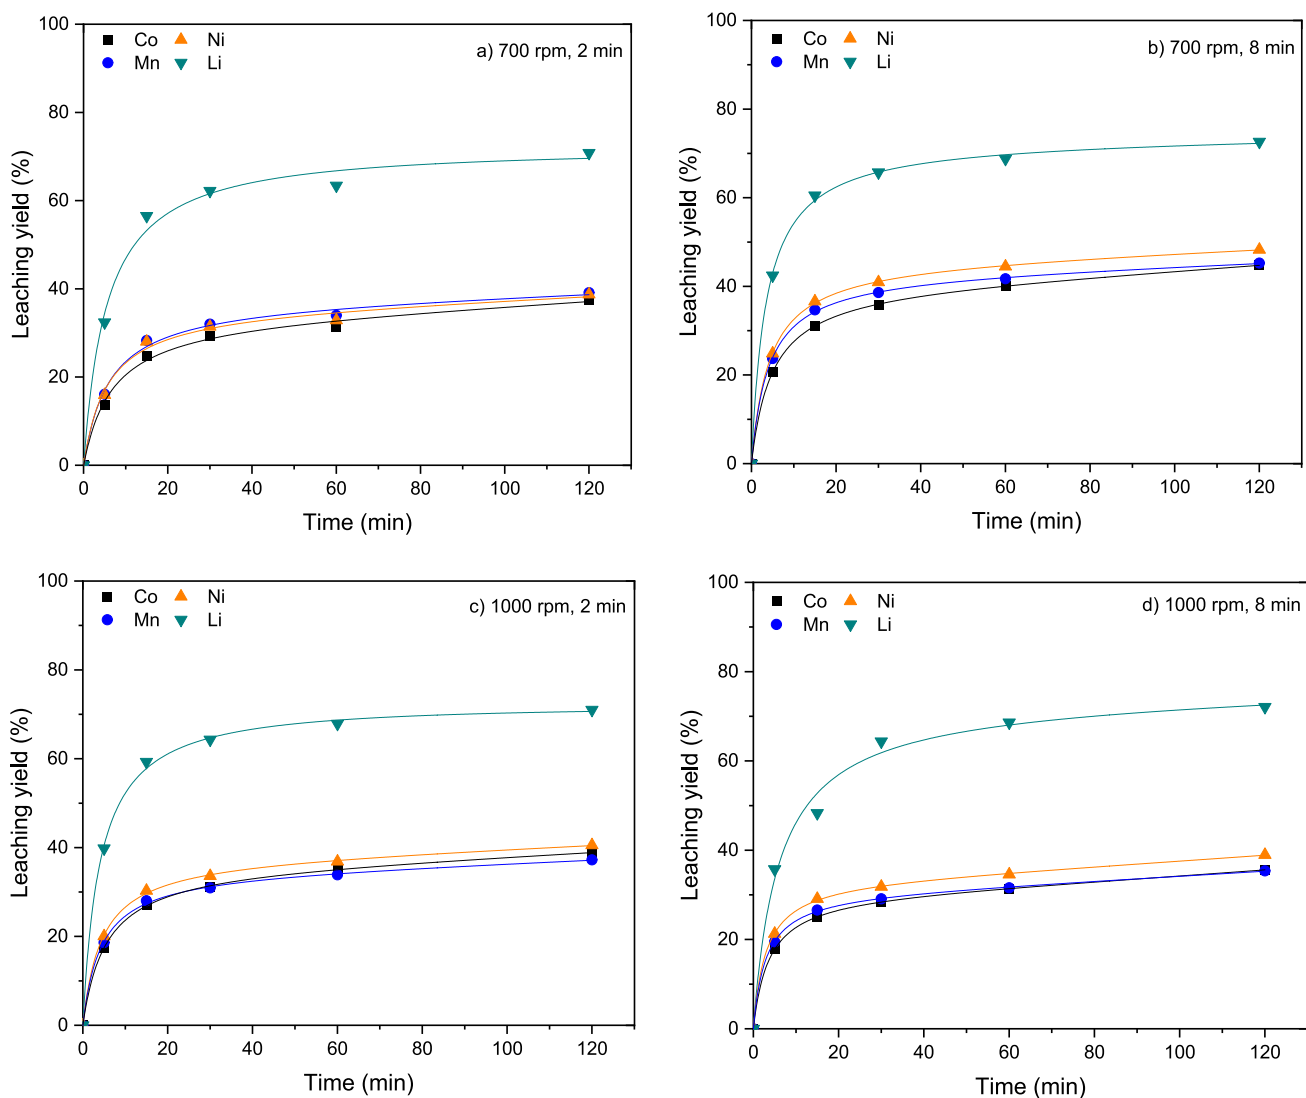 a) 700 rpm, 2 min
Co Ni
Mn Li
Leaching yield (%)
100
80
60
40
20
0
0 20 40 60 80 100 120
Time (min)
b) 700 rpm, 8 min
Co Ni
Mn Li
Leaching yield (%)
100
80
60
40
20
0
0 20 40 60 80 100 120
Time (min)
c) 1000 rpm, 2 min
Co Ni
Mn Li
Leaching yield (%)
100
80
60
40
20
0
0 20 40 60 80 100 120
Time (min)
d) 1000 rpm, 8 min
Co Ni
Mn Li
Leaching yield (%)
100
80
60
40
20
0
0 20 40 60 80 100 120
Time (min)